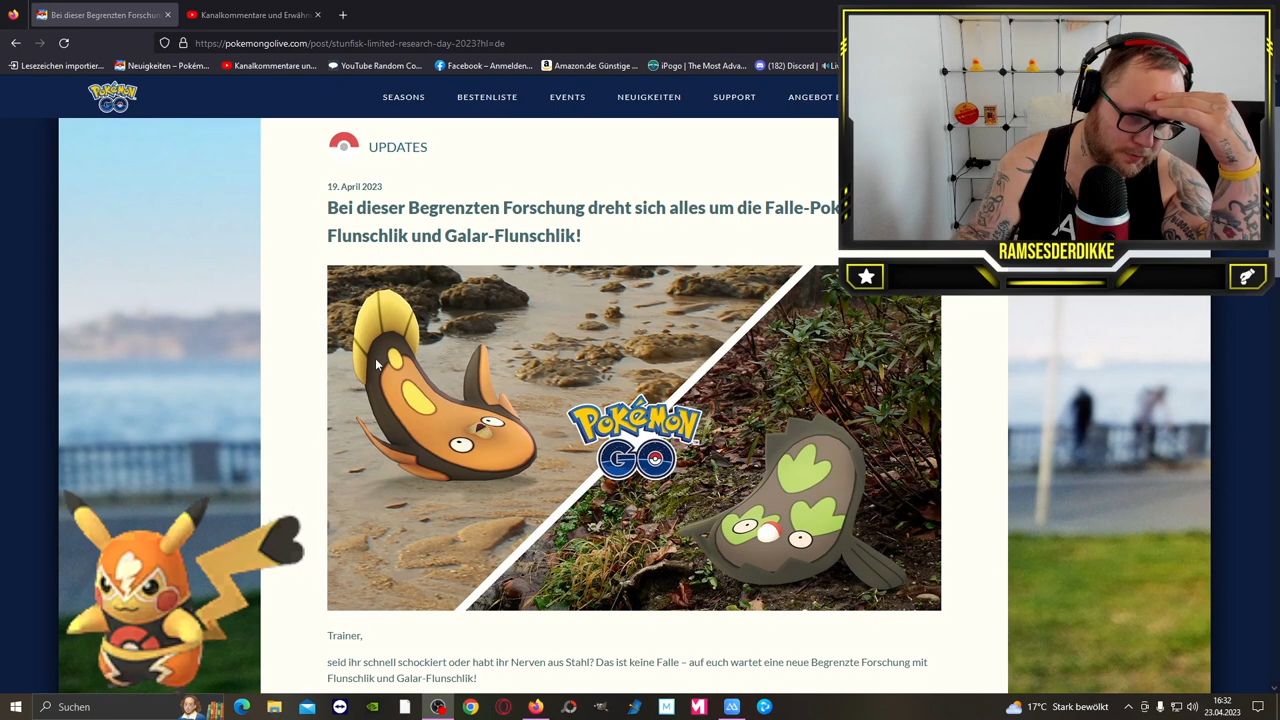 Bei dieser Begrenzten Forschun
Kanalkommentare und Erwähn
https://pokemongolive.com/post/stunfisk-limited-research-day-2023?hl=de
Lesezeichen importier...
Neuigkeiten – Pokém...
Kanalkommentare un...
YouTube Random Co...
Facebook – Anmelden...
Amazon.de: Günstige ...
iPogo | The Most Adva...
(182) Discord |
Pokémon GO
SEASONS
BESTENLISTE
EVENTS
NEUIGKEITEN
SUPPORT
ANGEBOT
RAMSESDERDIKKE
UPDATES
19. April 2023
Bei dieser Begrenzten Forschung dreht sich alles um die Falle-Pok
Flunschlik und Galar-Flunschlik!
Pokémon
GO
Trainer,
seid ihr schnell schockiert oder habt ihr Nerven aus Stahl? Das ist keine Falle – auf euch wartet eine neue Begrenzte Forschung mit
Flunschlik und Galar-Flunschlik!
Suchen
17°C Stark bewölkt
16:32
23.04.2023